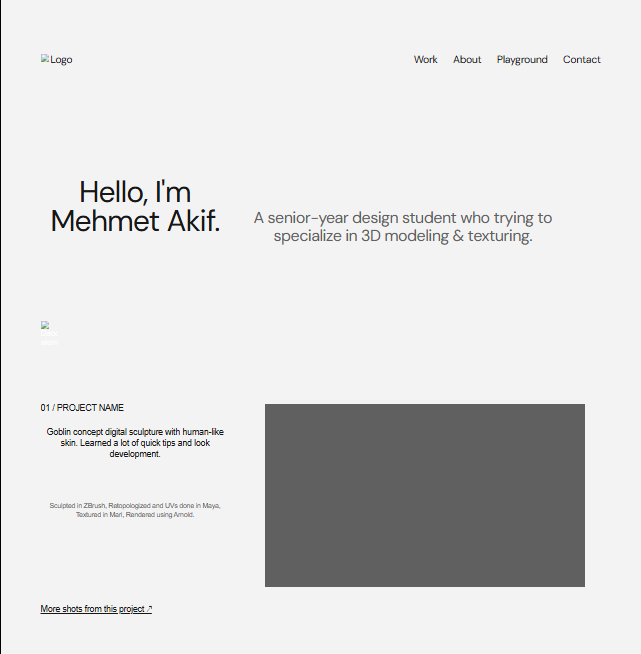 Logo
Work About Playground Contact
Hello, I'm
Mehmet Akif.
A senior-year design student who trying to
specialize in 3D modeling & texturing.
01 / PROJECT NAME
Goblin concept digital sculpture with human-like
skin. Learned a lot of quick tips and look
development.
Sculpted in ZBrush, Retopologized and UVs done in Maya,
Textured in Mari, Rendered using Arnold.
More shots from this project ↗